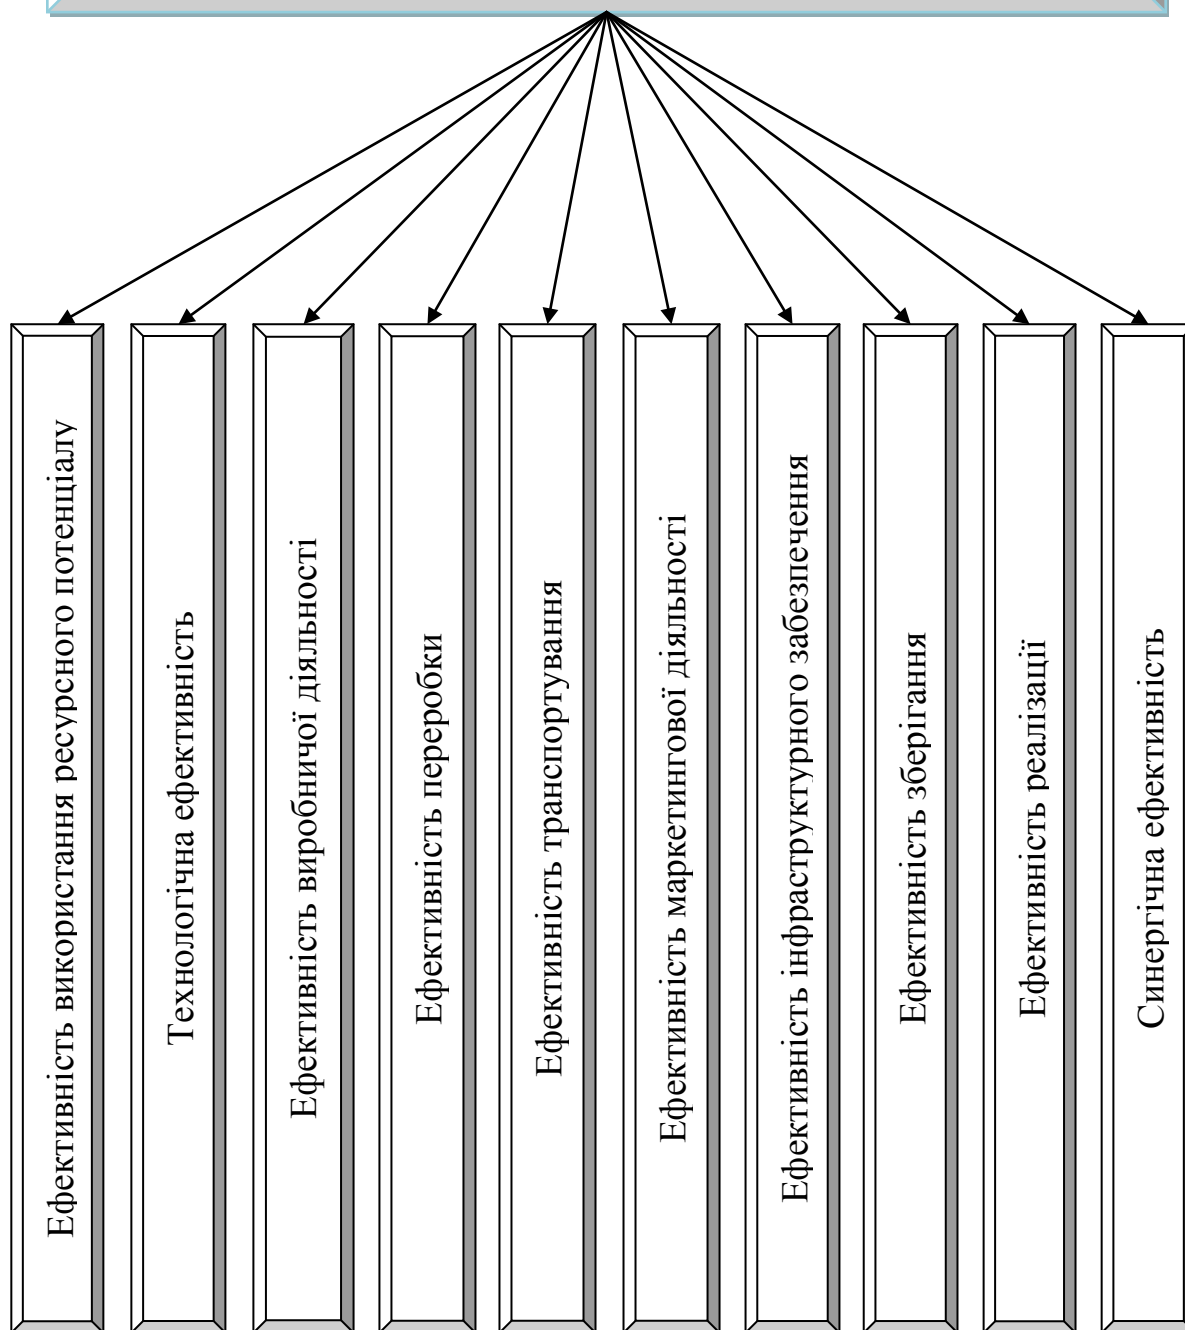 Ефективність використання ресурсного потенціалу
Технологічна ефективність
Ефективність виробничої діяльності
Ефективність переробки
Ефективність транспортування
Ефективність маркетингової діяльності
Ефективність інфраструктурного забезпечення
Ефективність зберігання
Ефективність реалізації
Синергічна ефективність